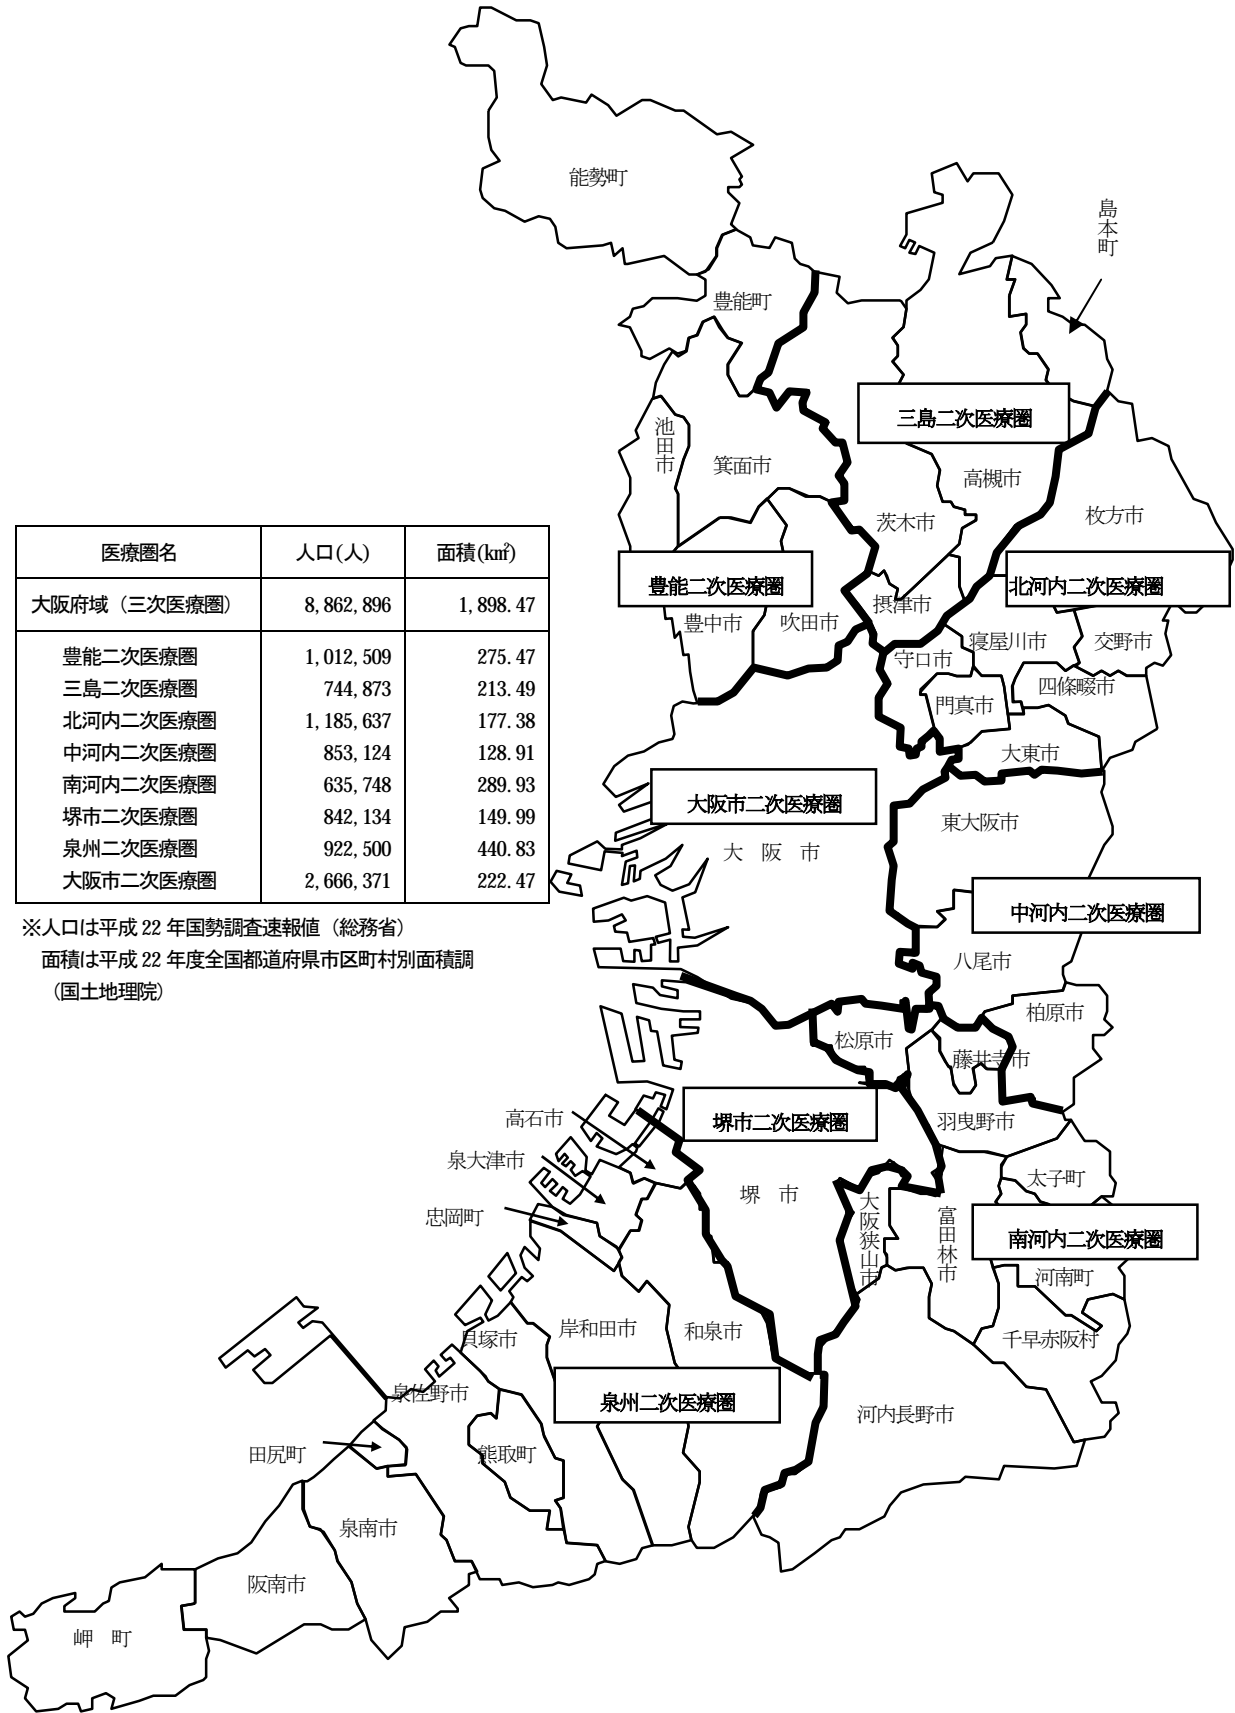 能勢町
島本町
豊能町
三島二次医療圏
池田市
箕面市
高槻市
茨木市
枚方市
豊能二次医療圏
北河内二次医療圏
摂津市
豊中市
吹田市
守口市
寝屋川市
交野市
四條畷市
門真市
大東市
医療圏名 人口(人) 面積(km²)
大阪府域（三次医療圏） 8,862,896 1,898.47
豊能二次医療圏 1,012,509 275.47
三島二次医療圏 744,873 213.49
北河内二次医療圏 1,185,637 177.38
中河内二次医療圏 853,124 128.91
南河内二次医療圏 635,748 289.93
堺市二次医療圏 842,134 149.99
泉州二次医療圏 922,500 440.83
大阪市二次医療圏 2,666,371 222.47
※人口は平成 22 年国勢調査速報値（総務省）
面積は平成 22 年度全国都道府県市区町村別面積調
（国土地理院）
大阪市二次医療圏
東大阪市
大 阪 市
中河内二次医療圏
八尾市
柏原市
松原市
藤井寺市
堺市二次医療圏
高石市
羽曳野市
泉大津市
太子町
堺 市
忠岡町
大阪狭山市
富田林市
南河内二次医療圏
河南町
岸和田市
和泉市
貝塚市
千早赤阪村
泉佐野市
泉州二次医療圏
河内長野市
田尻町
熊取町
泉南市
阪南市
岬 町